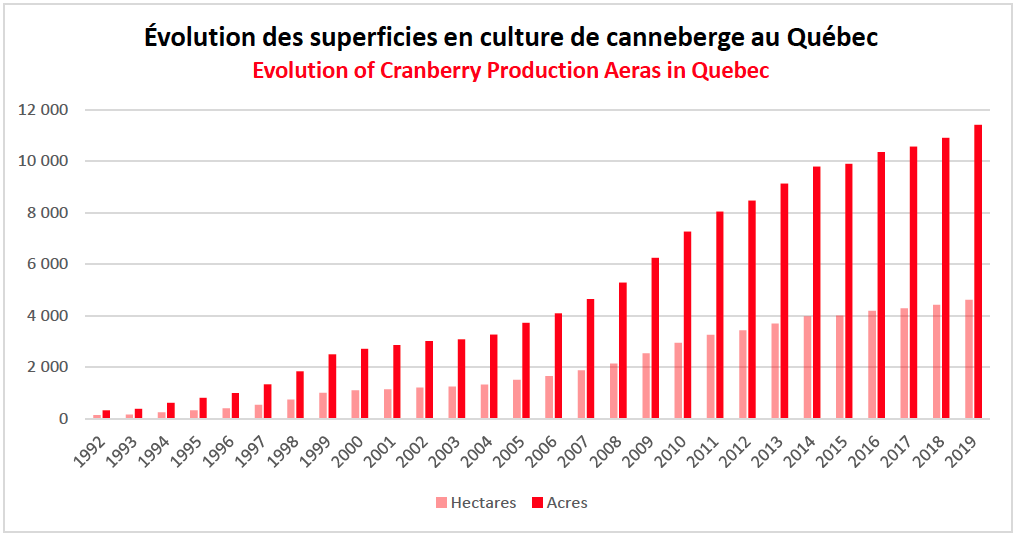 Évolution des superficies en culture de canneberge au Québec
Evolution of Cranberry Production Aeras in Quebec
12 000
10 000
8 000
6 000
4 000
2 000
0
1992 1993 1994 1995 1996 1997 1998 1999 2000 2001 2002 2003 2004 2005 2006 2007 2008 2009 2010 2011 2012 2013 2014 2015 2016 2017 2018 2019
Hectares Acres